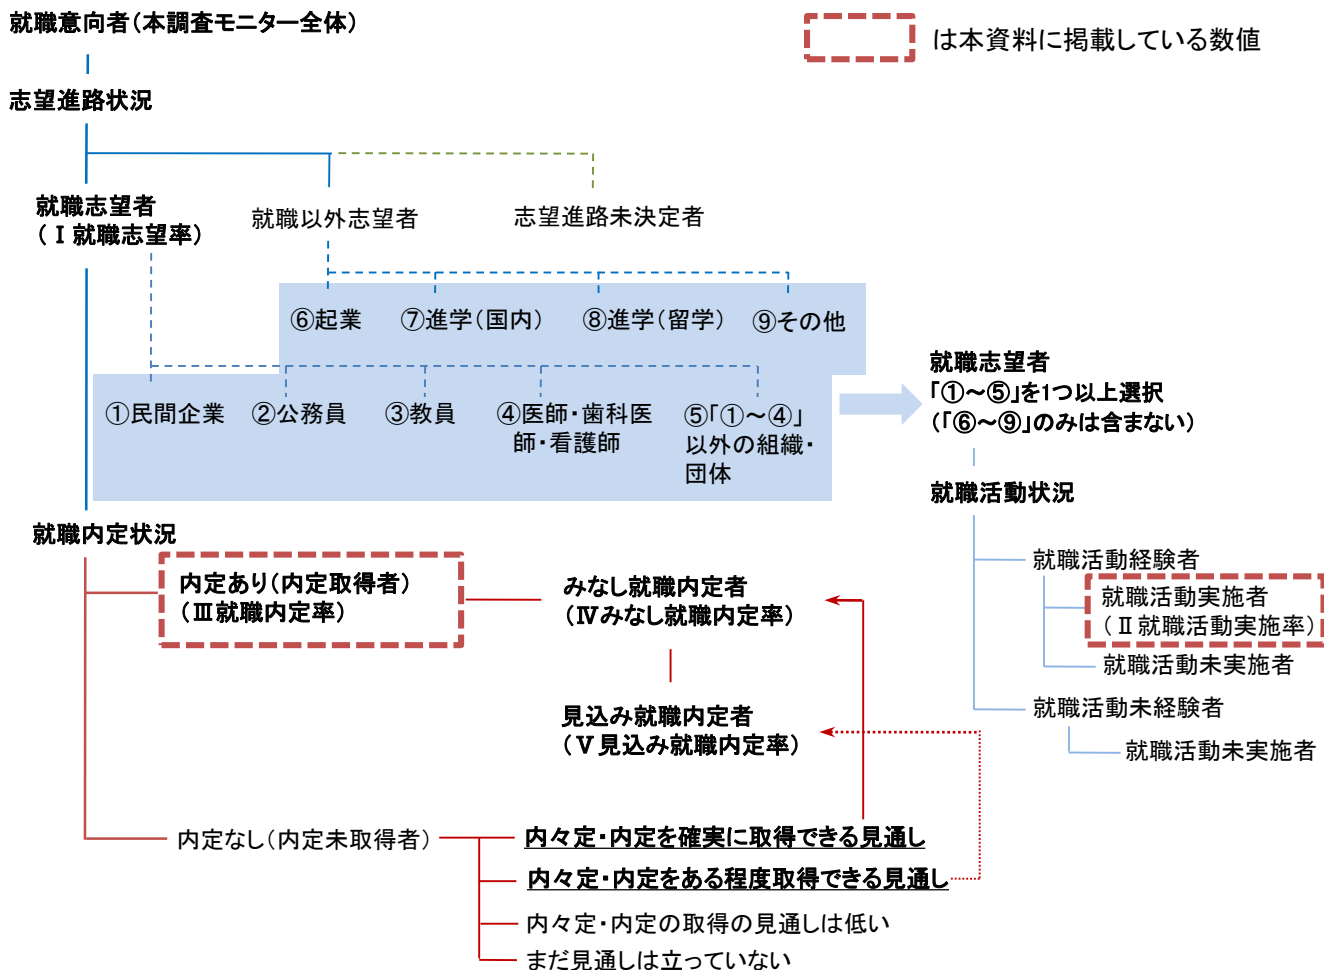 就職意向者(本調査モニター全体)
は本資料に掲載している数値
志望進路状況
就職志望者
(Ⅰ就職志望率)
就職以外志望者
志望進路未決定者
⑥起業
⑦進学(国内)
⑧進学(留学)
⑨その他
①民間企業
②公務員
③教員
④医師・歯科医
師・看護師
⑤「①～④」
以外の組織・
団体
就職志望者
「①～⑤」を1つ以上選択
(「⑥～⑨」のみは含まない)
就職活動状況
就職活動経験者
就職活動実施者
(Ⅱ就職活動実施率)
就職活動未実施者
就職活動未経験者
就職活動未実施者
就職内定状況
内定あり(内定取得者)
(Ⅲ就職内定率)
みなし就職内定者
(Ⅳみなし就職内定率)
見込み就職内定者
(Ⅴ見込み就職内定率)
内定なし(内定未取得者)
内々定・内定を確実に取得できる見通し
内々定・内定をある程度取得できる見通し
内々定・内定の取得の見通しは低い
まだ見通しは立っていない